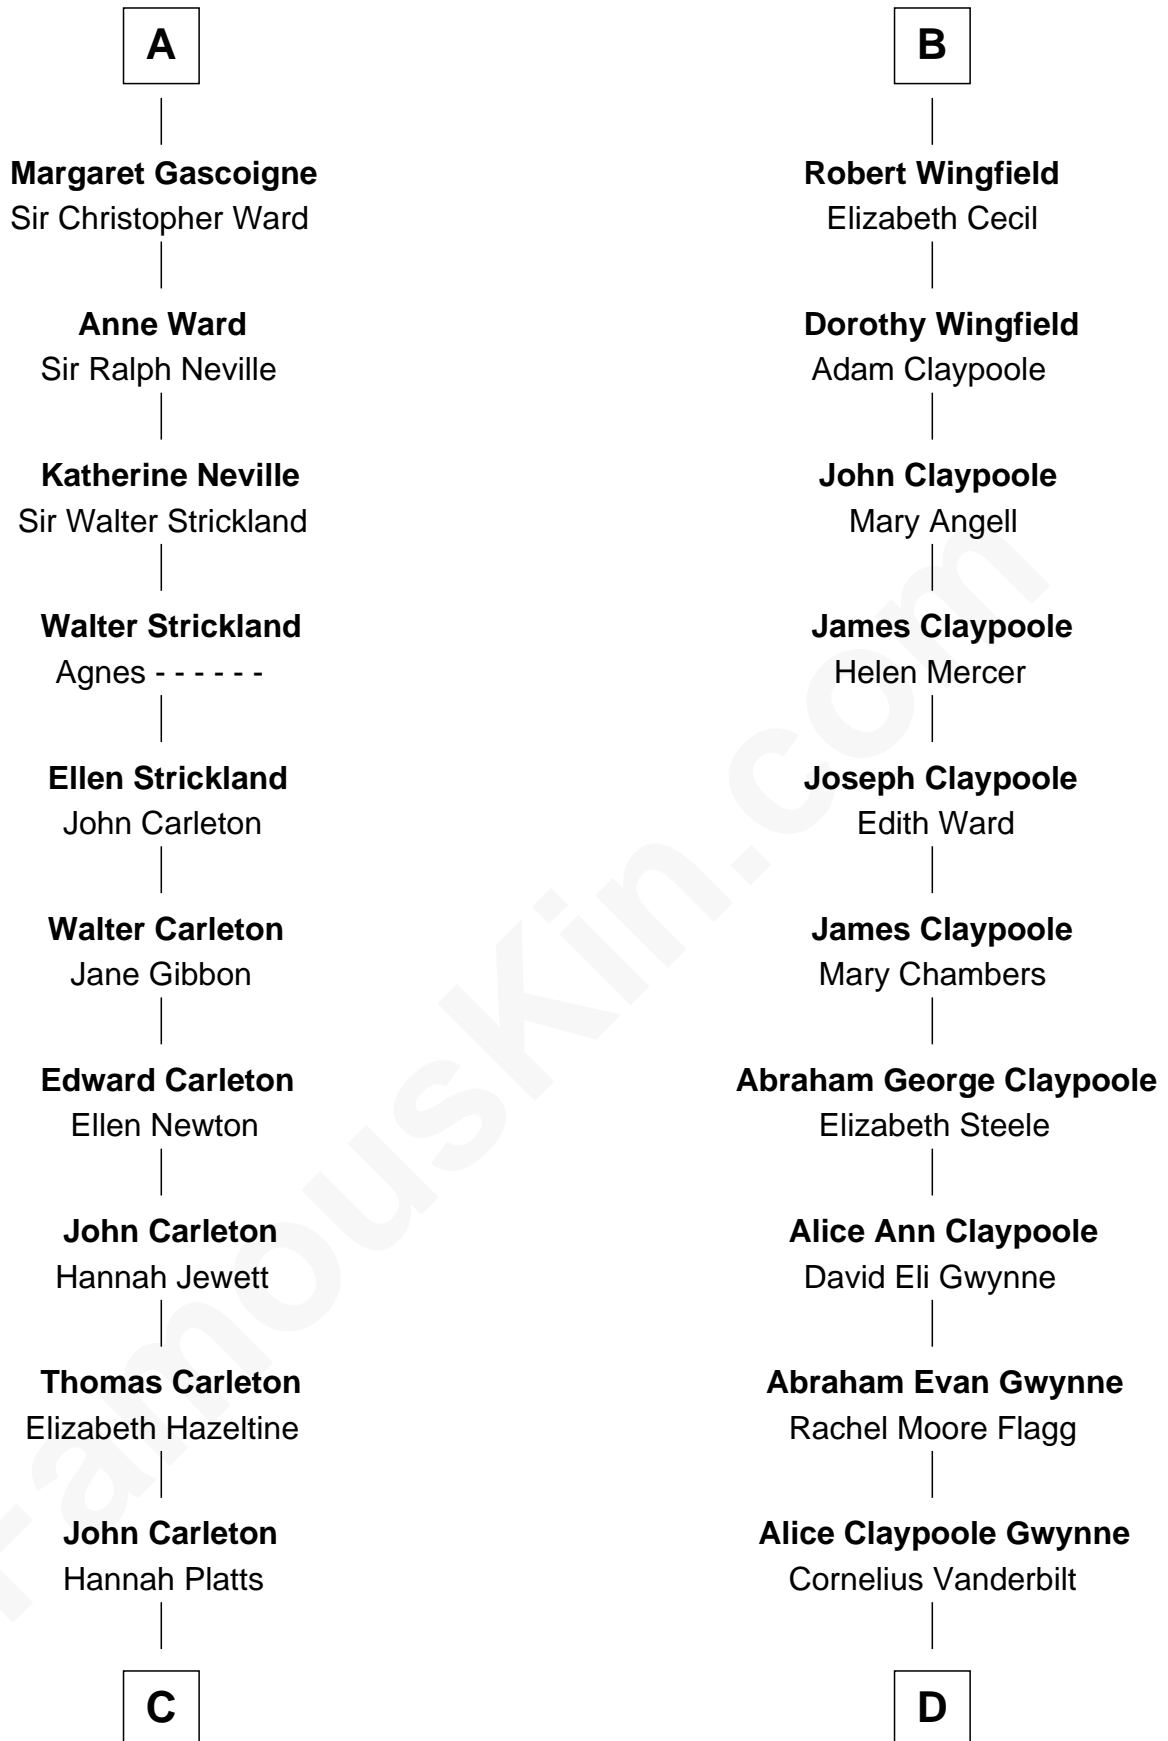 A
Margaret Gascoigne
Sir Christopher Ward
Anne Ward
Sir Ralph Neville
Katherine Neville
Sir Walter Strickland
Walter Strickland
Agnes - - - - - -
Ellen Strickland
John Carleton
Walter Carleton
Jane Gibbon
Edward Carleton
Ellen Newton
John Carleton
Hannah Jewett
Thomas Carleton
Elizabeth Hazeltine
John Carleton
Hannah Platts
C
B
Robert Wingfield
Elizabeth Cecil
Dorothy Wingfield
Adam Claypoole
John Claypoole
Mary Angell
James Claypoole
Helen Mercer
Joseph Claypoole
Edith Ward
James Claypoole
Mary Chambers
Abraham George Claypoole
Elizabeth Steele
Alice Ann Claypoole
David Eli Gwynne
Abraham Evan Gwynne
Rachel Moore Flagg
Alice Claypoole Gwynne
Cornelius Vanderbilt
D
FamousKin.com